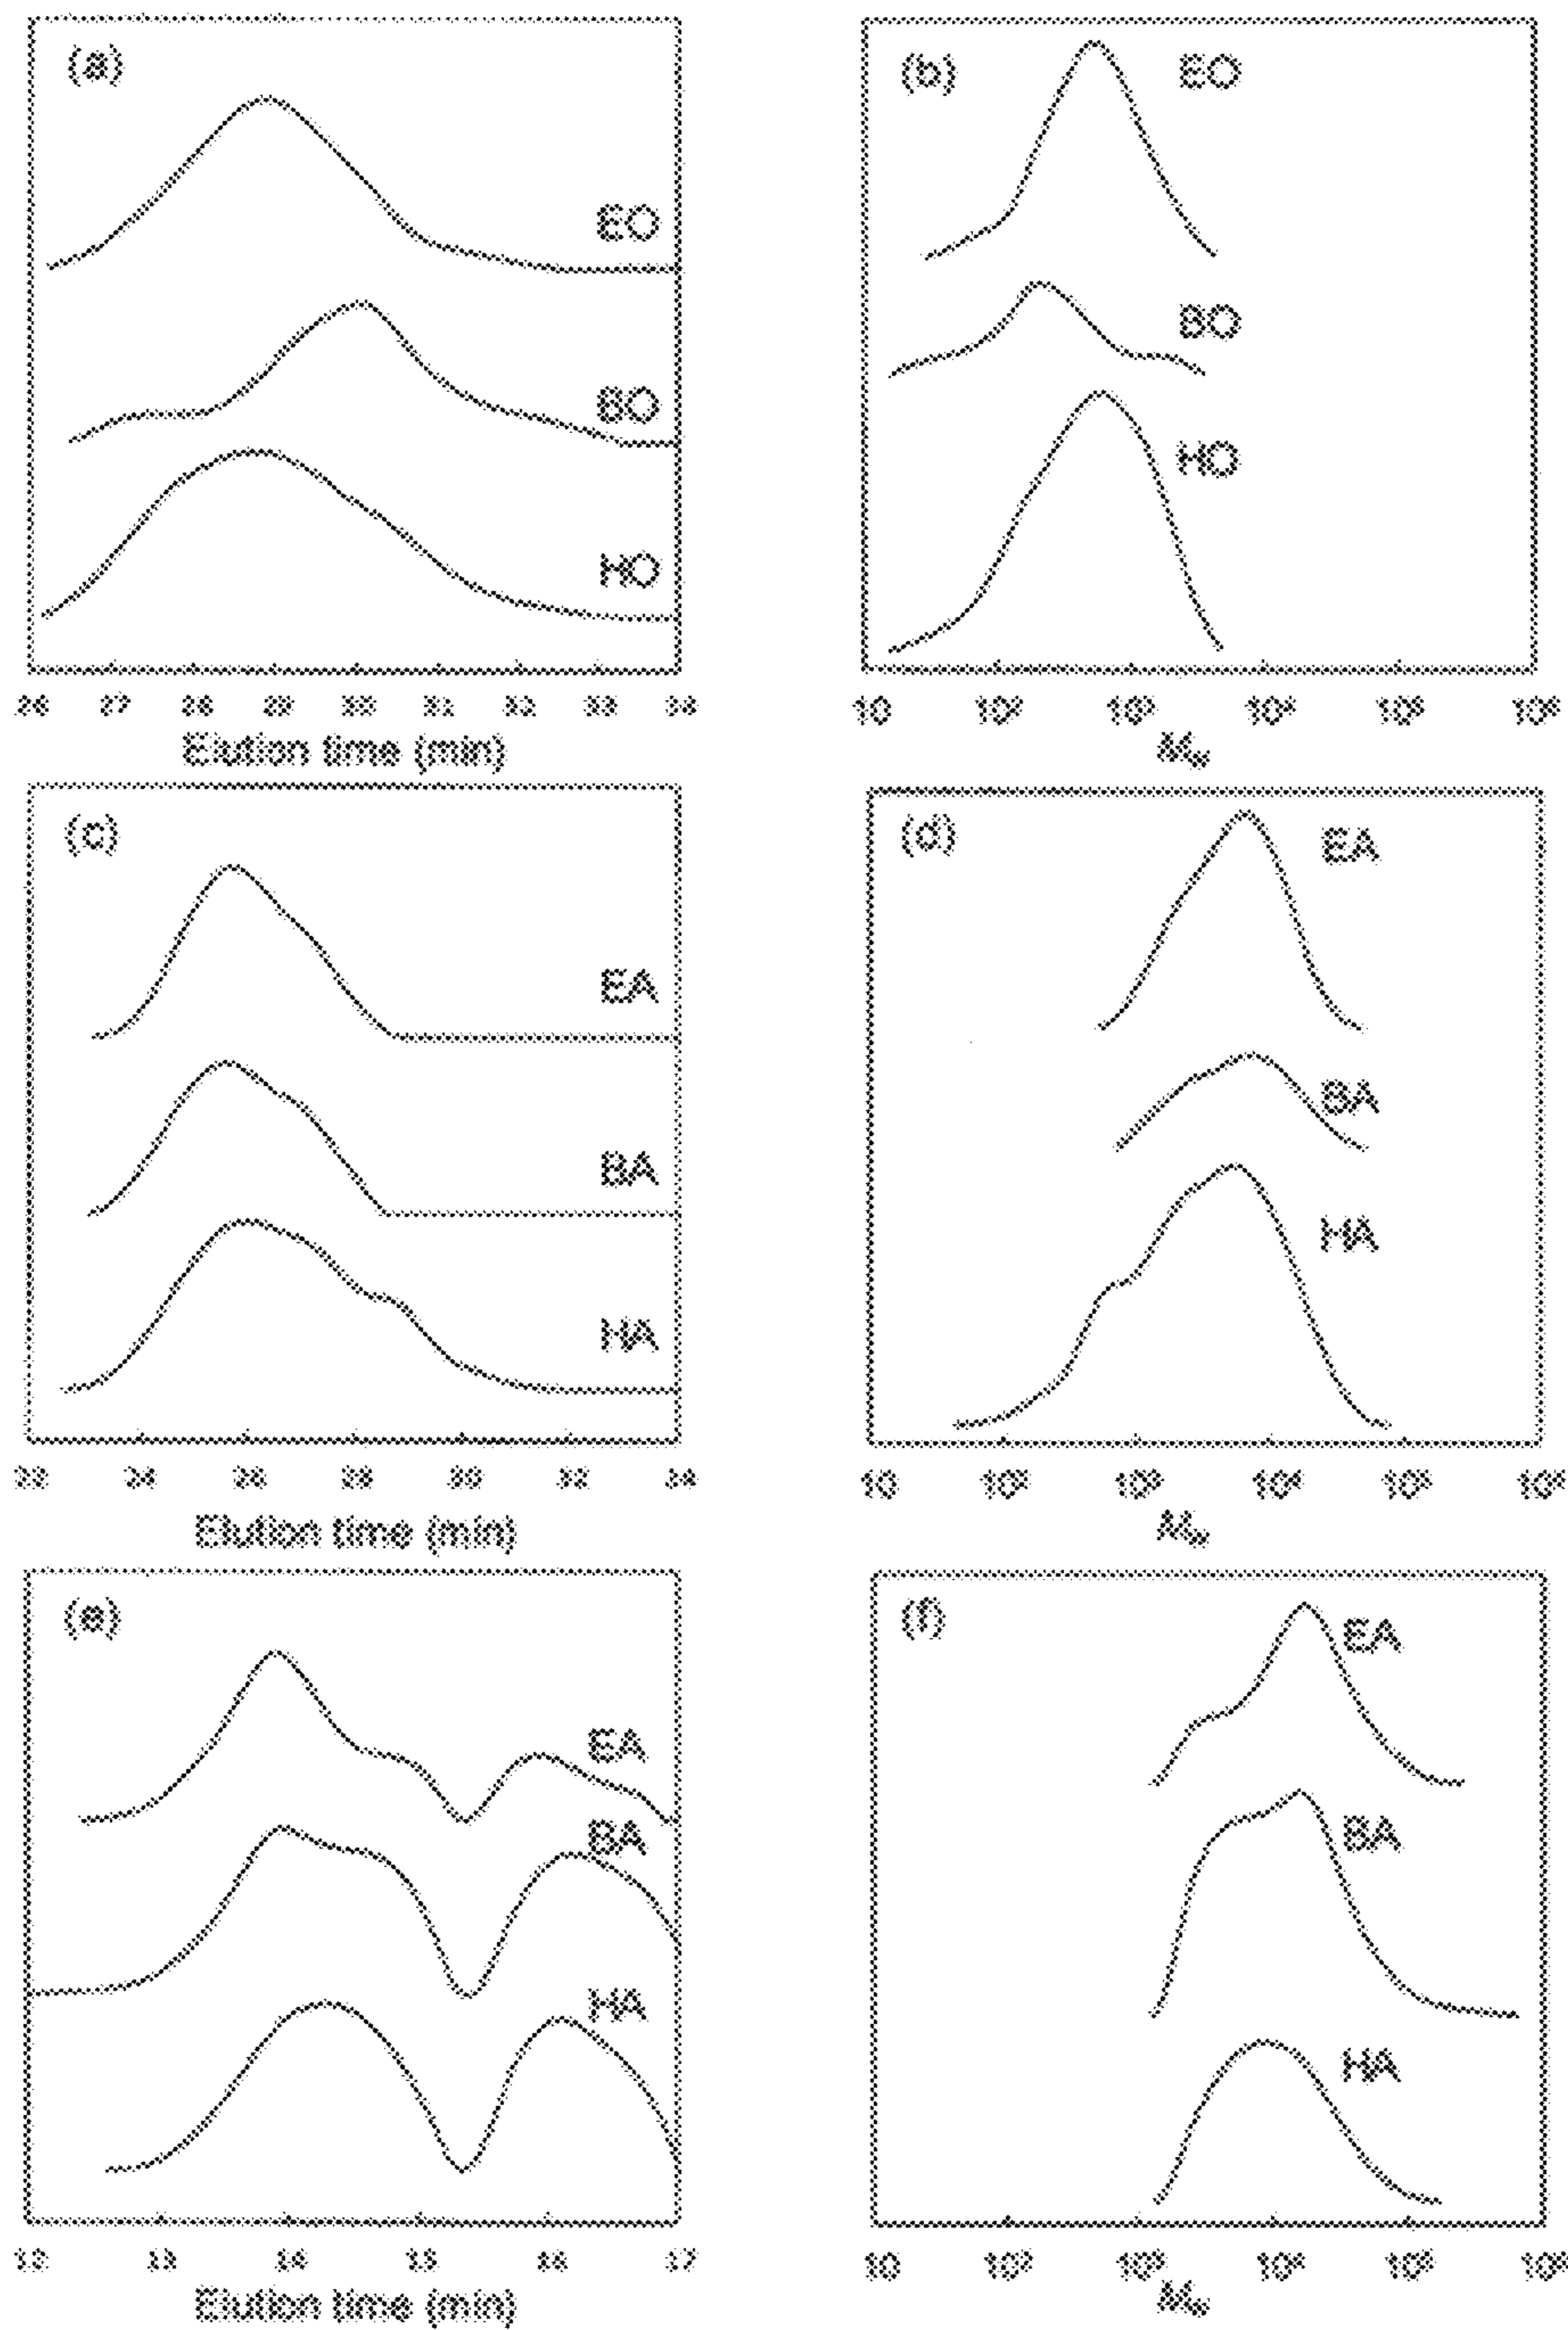 (a) (b) EO
EO
BO
BO
HO
HO
26 27 28 29 30 31 32 33 34 10 10² 10³ 10⁴ 10⁵ 10⁶
Elution time (min) Mw
(c) (d) EA
EA
BA
BA
HA
HA
22 24 26 28 30 32 34 10 10² 10³ 10⁴ 10⁵ 10⁶
Elution time (min) Mw
(e) (f) EA
EA
BA BA
HA
HA
12 13 14 15 16 17 10 10² 10³ 10⁴ 10⁵ 10⁶
Elution time (min) Mw